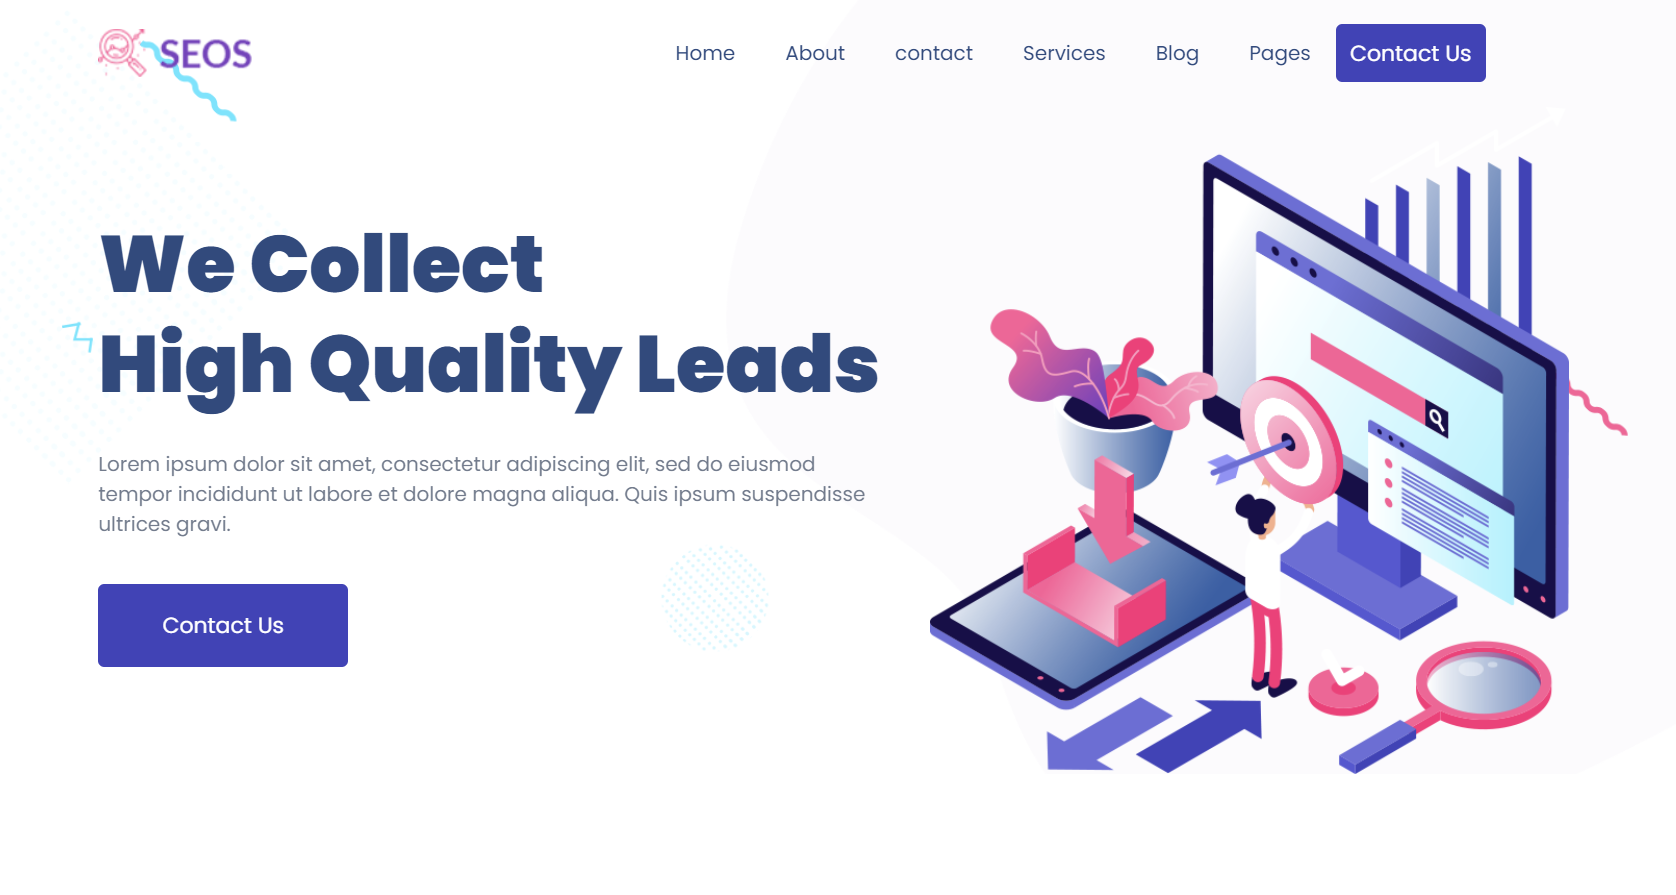 SEOS
Home About contact Services Blog Pages Contact Us
We Collect
High Quality Leads
Lorem ipsum dolor sit amet, consectetur adipiscing elit, sed do eiusmod
tempor incididunt ut labore et dolore magna aliqua. Quis ipsum suspendisse
ultrices gravi.
Contact Us